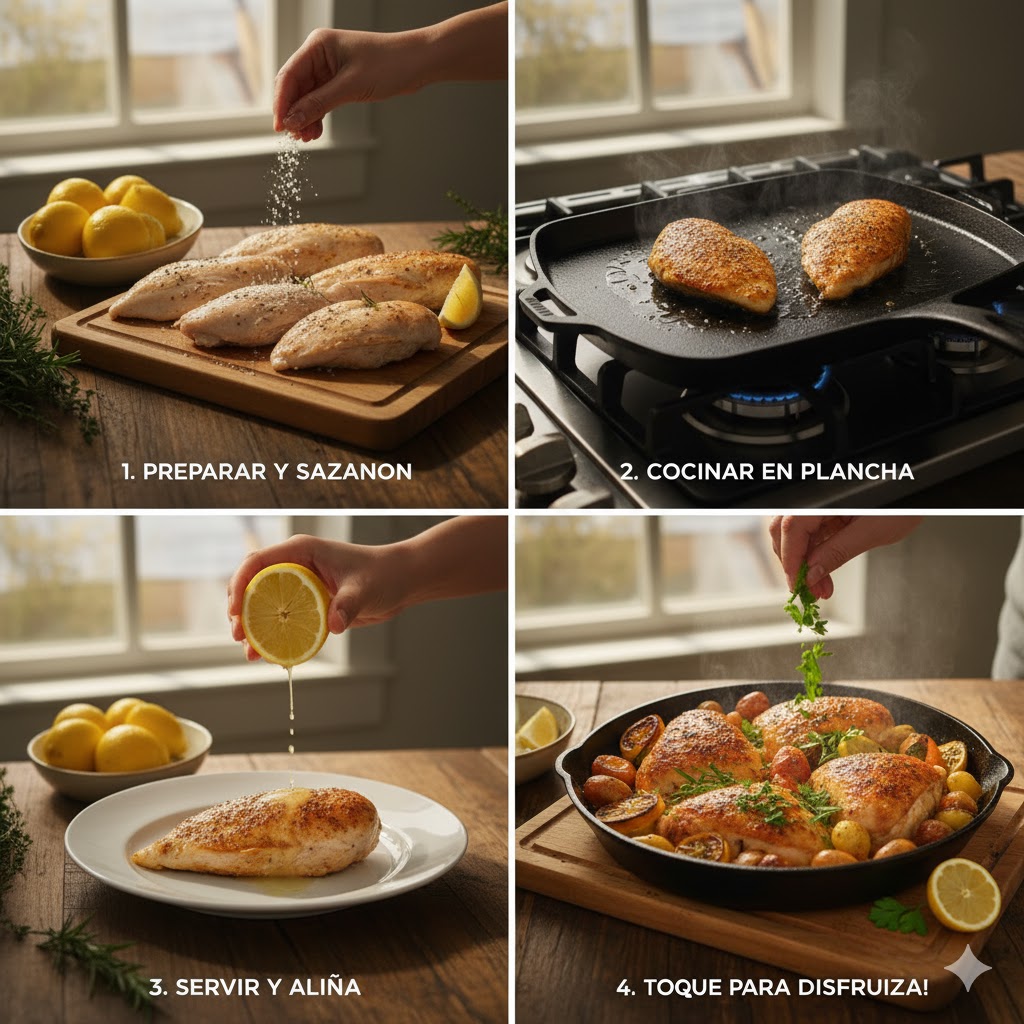 1. PREPARAR Y SAZANON
2. COCINAR EN PLANCHA
3. SERVIR Y ALIÑA
4. TOQUE PARA DISFRUIZA!